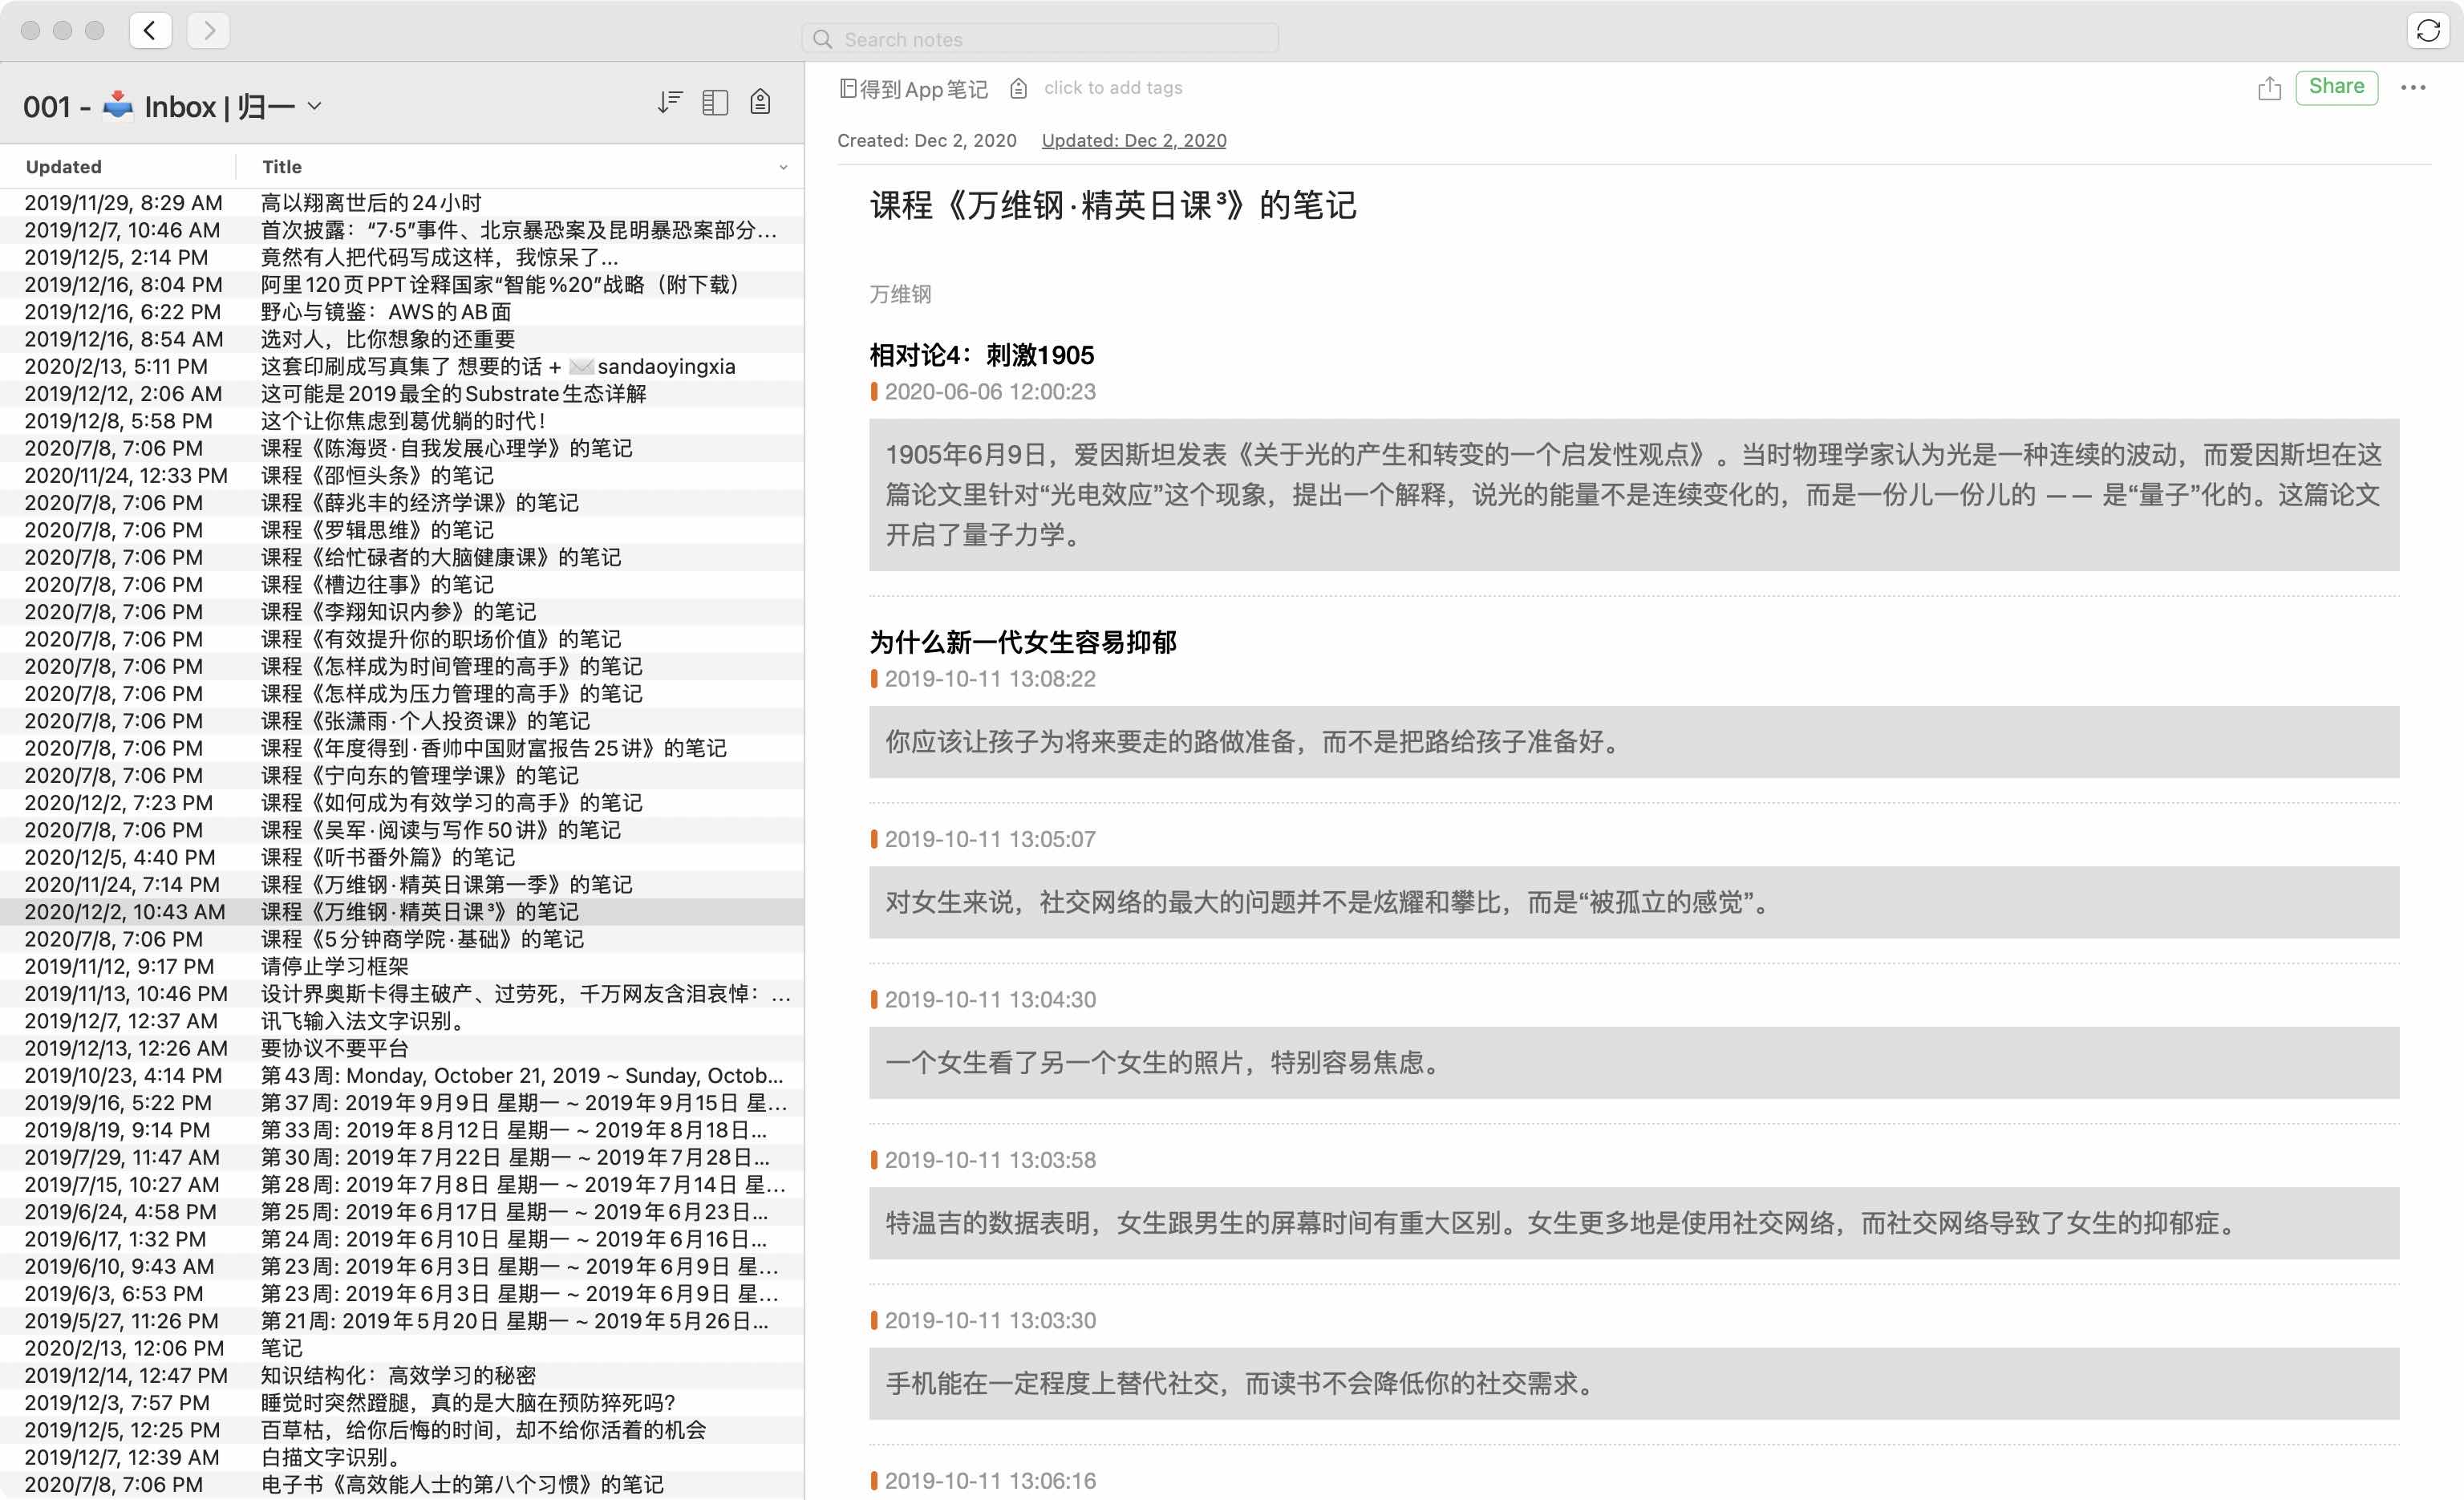 Search notes
001 - 📥 Inbox | 归一
Updated Title
2019/11/29, 8:29 AM 高以翔离世后的24小时
2019/12/7, 10:46 AM 首次披露：“7·5”事件、北京暴恐案及昆明暴恐案部分…
2019/12/5, 2:14 PM 竟然有人把代码写成这样，我惊呆了...
2019/12/16, 8:04 PM 阿里120页PPT诠释国家“智能%20”战略（附下载）
2019/12/16, 6:22 PM 野心与镜鉴：AWS的AB面
2019/12/16, 8:54 AM 选对人，比你想象的还重要
2020/2/13, 5:11 PM 这套印刷成写真集了 想要的话 + ✉️sandaoyingxia
2019/12/12, 2:06 AM 这可能是2019最全的Substrate生态详解
2019/12/8, 5:58 PM 这个让你焦虑到葛优躺的时代！
2020/7/8, 7:06 PM 课程《陈海贤·自我发展心理学》的笔记
2020/11/24, 12:33 PM 课程《邵恒头条》的笔记
2020/7/8, 7:06 PM 课程《薛兆丰的经济学课》的笔记
2020/7/8, 7:06 PM 课程《罗辑思维》的笔记
2020/7/8, 7:06 PM 课程《给忙碌者的大脑健康课》的笔记
2020/7/8, 7:06 PM 课程《槽边往事》的笔记
2020/7/8, 7:06 PM 课程《李翔知识内参》的笔记
2020/7/8, 7:06 PM 课程《有效提升你的职场价值》的笔记
2020/7/8, 7:06 PM 课程《怎样成为时间管理的高手》的笔记
2020/7/8, 7:06 PM 课程《怎样成为压力管理的高手》的笔记
2020/7/8, 7:06 PM 课程《张潇雨·个人投资课》的笔记
2020/7/8, 7:06 PM 课程《年度得到·香帅中国财富报告25讲》的笔记
2020/7/8, 7:06 PM 课程《宁向东的管理学课》的笔记
2020/12/2, 7:23 PM 课程《如何成为有效学习的高手》的笔记
2020/7/8, 7:06 PM 课程《吴军·阅读与写作50讲》的笔记
2020/12/5, 4:40 PM 课程《听书番外篇》的笔记
2020/11/24, 7:14 PM 课程《万维钢·精英日课第一季》的笔记
2020/12/2, 10:43 AM 课程《万维钢·精英日课³》的笔记
2020/7/8, 7:06 PM 课程《5分钟商学院·基础》的笔记
2019/11/12, 9:17 PM 请停止学习框架
2019/11/13, 10:46 PM 设计界奥斯卡得主破产、过劳死，千万网友含泪哀悼：…
2019/12/7, 12:37 AM 讯飞输入法文字识别。
2019/12/13, 12:26 AM 要协议不要平台
2019/10/23, 4:14 PM 第43周: Monday, October 21, 2019 ~ Sunday, Octob...
2019/9/16, 5:22 PM 第37周: 2019年9月9日 星期一 ~ 2019年9月15日 星…
2019/8/19, 9:14 PM 第33周: 2019年8月12日 星期一 ~ 2019年8月18日...
2019/7/29, 11:47 AM 第30周: 2019年7月22日 星期一 ~ 2019年7月28日...
2019/7/15, 10:27 AM 第28周: 2019年7月8日 星期一 ~ 2019年7月14日 星…
2019/6/24, 4:58 PM 第25周: 2019年6月17日 星期一 ~ 2019年6月23日...
2019/6/17, 1:32 PM 第24周: 2019年6月10日 星期一 ~ 2019年6月16日...
2019/6/10, 9:43 AM 第23周: 2019年6月3日 星期一 ~ 2019年6月9日 星…
2019/6/3, 6:53 PM 第23周: 2019年6月3日 星期一 ~ 2019年6月9日 星…
2019/5/27, 11:26 PM 第21周: 2019年5月20日 星期一 ~ 2019年5月26日...
2020/2/13, 12:06 PM 笔记
2019/12/14, 12:47 PM 知识结构化：高效学习的秘密
2019/12/3, 7:57 PM 睡觉时突然蹬腿，真的是大脑在预防猝死吗？
2019/12/5, 12:25 PM 百草枯，给你后悔的时间，却不给你活着的机会
2019/12/7, 12:39 AM 白描文字识别。
2020/7/8, 7:06 PM 电子书《高效能人士的第八个习惯》的笔记
得到App笔记 click to add tags Share
Created: Dec 2, 2020 Updated: Dec 2, 2020
课程《万维钢·精英日课³》的笔记
万维钢
相对论4：刺激1905
2020-06-06 12:00:23
1905年6月9日，爱因斯坦发表《关于光的产生和转变的一个启发性观点》。当时物理学家认为光是一种连续的波动，而爱因斯坦在这
篇论文里针对“光电效应”这个现象，提出一个解释，说光的能量不是连续变化的，而是一份儿一份儿的 —— 是“量子”化的。这篇论文
开启了量子力学。
为什么新一代女生容易抑郁
2019-10-11 13:08:22
你应该让孩子为将来要走的路做准备，而不是把路给孩子准备好。
2019-10-11 13:05:07
对女生来说，社交网络的最大的问题并不是炫耀和攀比，而是“被孤立的感觉”。
2019-10-11 13:04:30
一个女生看了另一个女生的照片，特别容易焦虑。
2019-10-11 13:03:58
特温吉的数据表明，女生跟男生的屏幕时间有重大区别。女生更多地是使用社交网络，而社交网络导致了女生的抑郁症。
2019-10-11 13:03:30
手机能在一定程度上替代社交，而读书不会降低你的社交需求。
2019-10-11 13:06:16